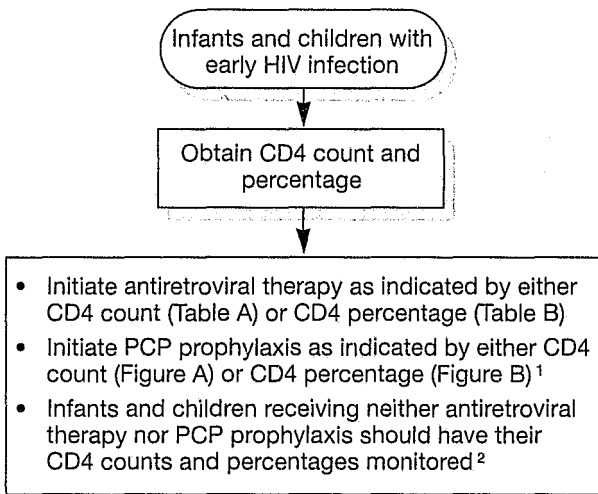 Infants and children with
early HIV infection
Obtain CD4 count and
percentage
• Initiate antiretroviral therapy as indicated by either
CD4 count (Table A) or CD4 percentage (Table B)
• Initiate PCP prophylaxis as indicated by either CD4
count (Figure A) or CD4 percentage (Figure B) ¹
• Infants and children receiving neither antiretroviral
therapy nor PCP prophylaxis should have their
CD4 counts and percentages monitored ²